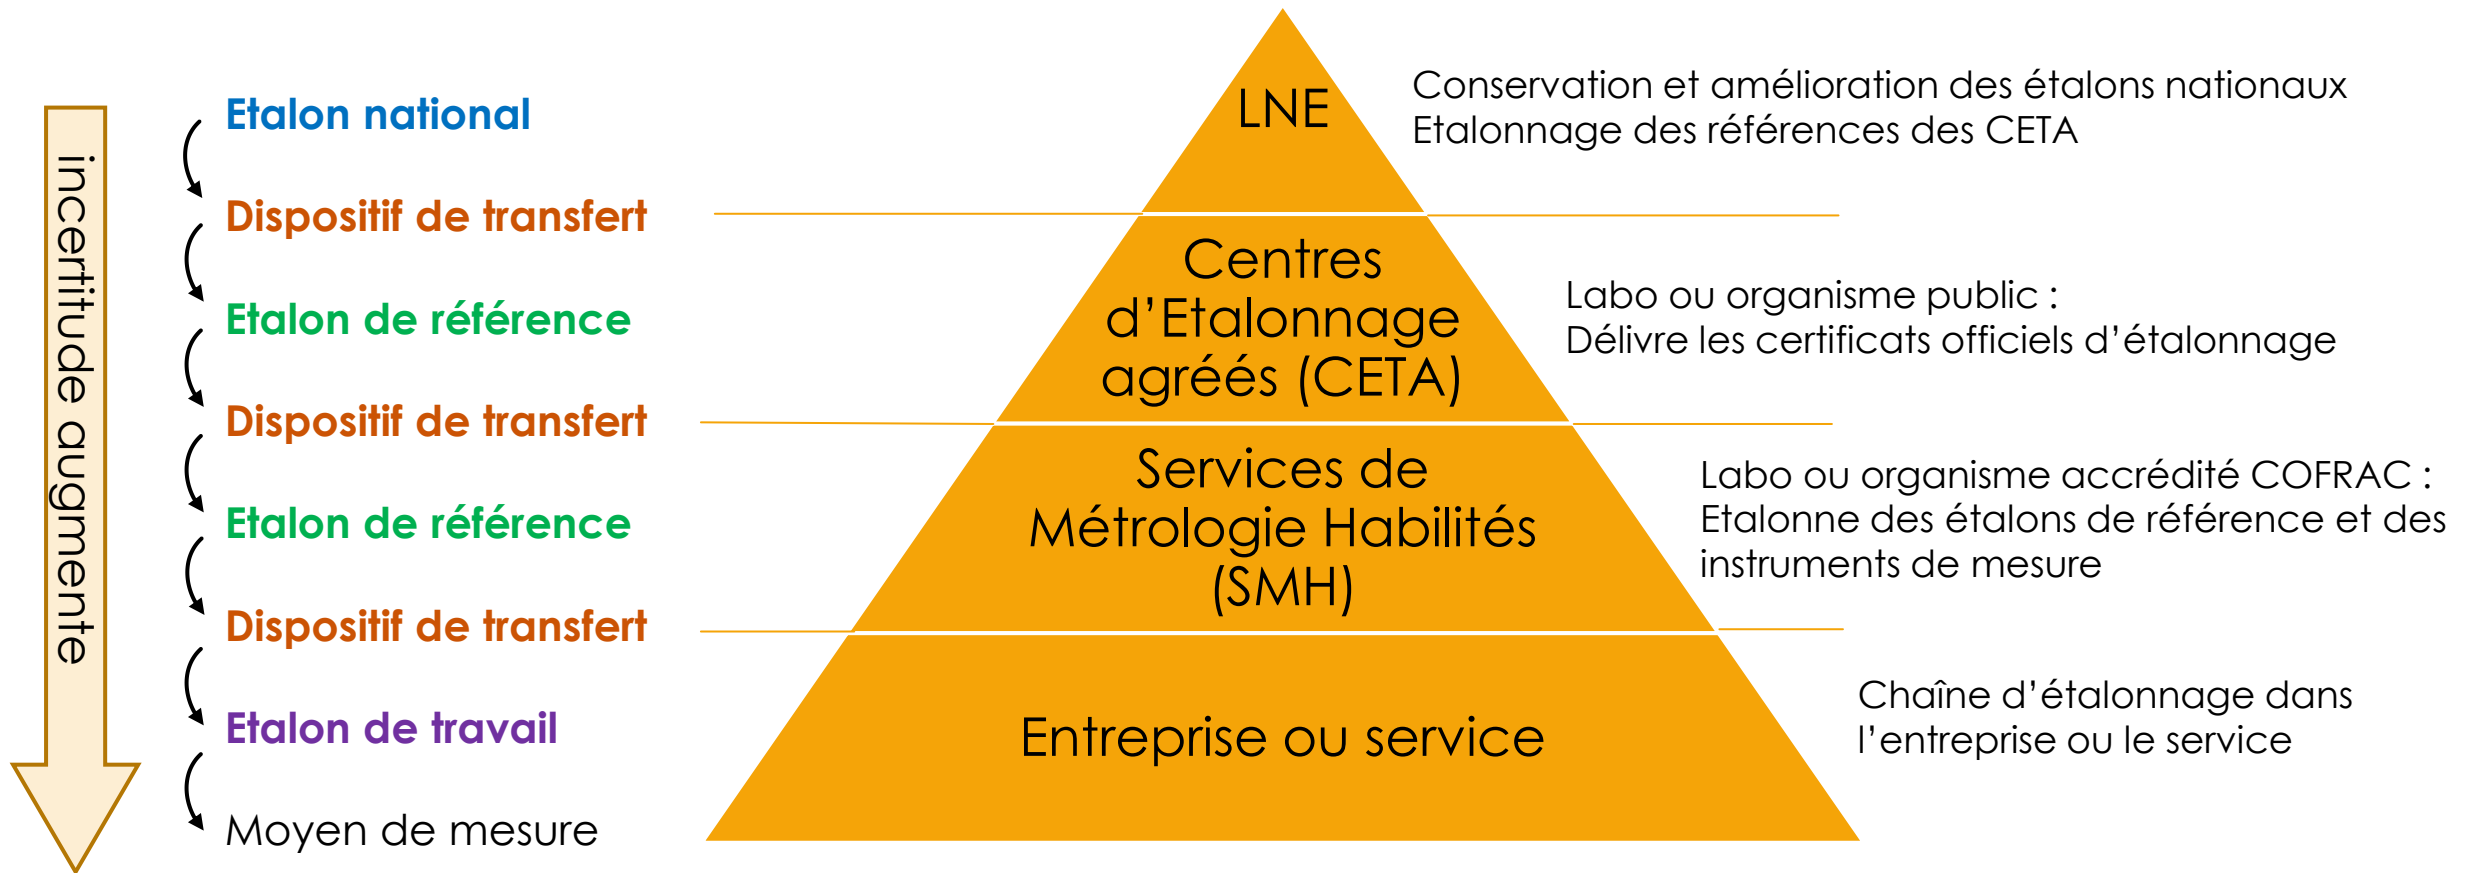 incertitude augmente
Etalon national
Dispositif de transfert
Etalon de référence
Dispositif de transfert
Etalon de référence
Dispositif de transfert
Etalon de travail
Moyen de mesure
LNE
Centres
d’Etalonnage
agréés (CETA)
Services de
Métrologie Habilités
(SMH)
Entreprise ou service
Conservation et amélioration des étalons nationaux
Etalonnage des références des CETA
Labo ou organisme public :
Délivre les certificats officiels d’étalonnage
Labo ou organisme accrédité COFRAC :
Etalonne des étalons de référence et des
instruments de mesure
Chaîne d’étalonnage dans
l’entreprise ou le service